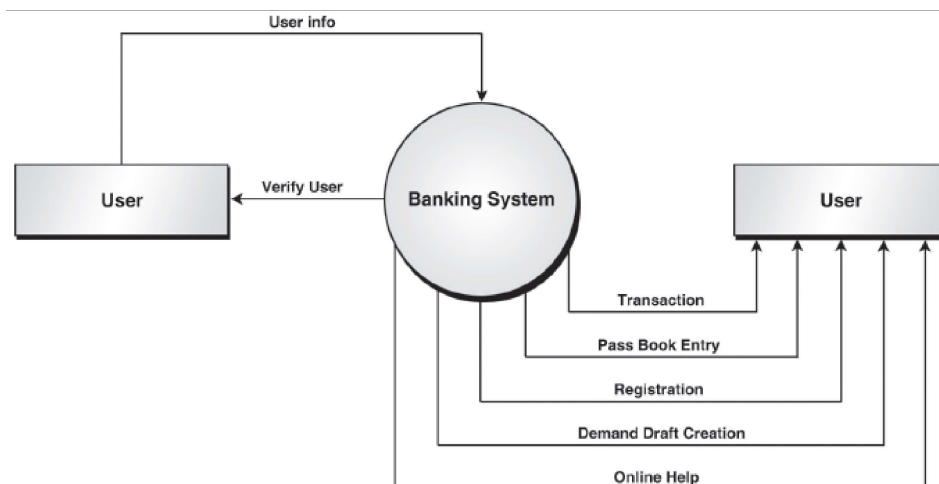 User info
User
Verify User
Banking System
User
Transaction
Pass Book Entry
Registration
Demand Draft Creation
Online Help